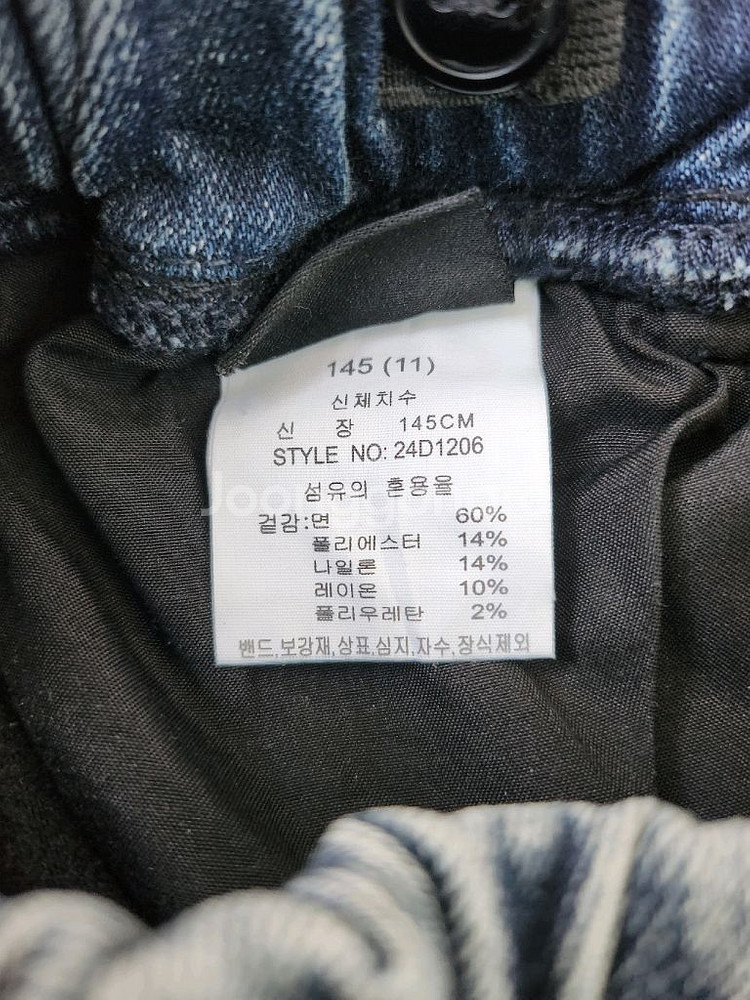 145 (11)
신체치수
신 장 145CM
STYLE NO: 24D1206
섬유의 혼용율
겉감:면 60%
폴리에스터 14%
나일론 14%
레이온 10%
폴리우레탄 2%
밴드,보강재,상표,심지,자수,장식제외